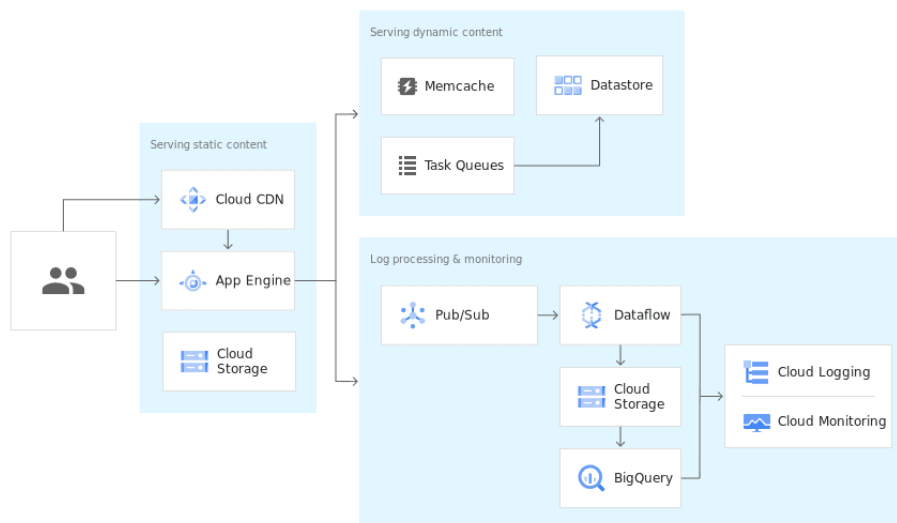 Serving dynamic content
Memcache
Datastore
Task Queues
Serving static content
Cloud CDN
App Engine
Cloud
Storage
Log processing & monitoring
Pub/Sub
Dataflow
Cloud
Storage
BigQuery
Cloud Logging
Cloud Monitoring